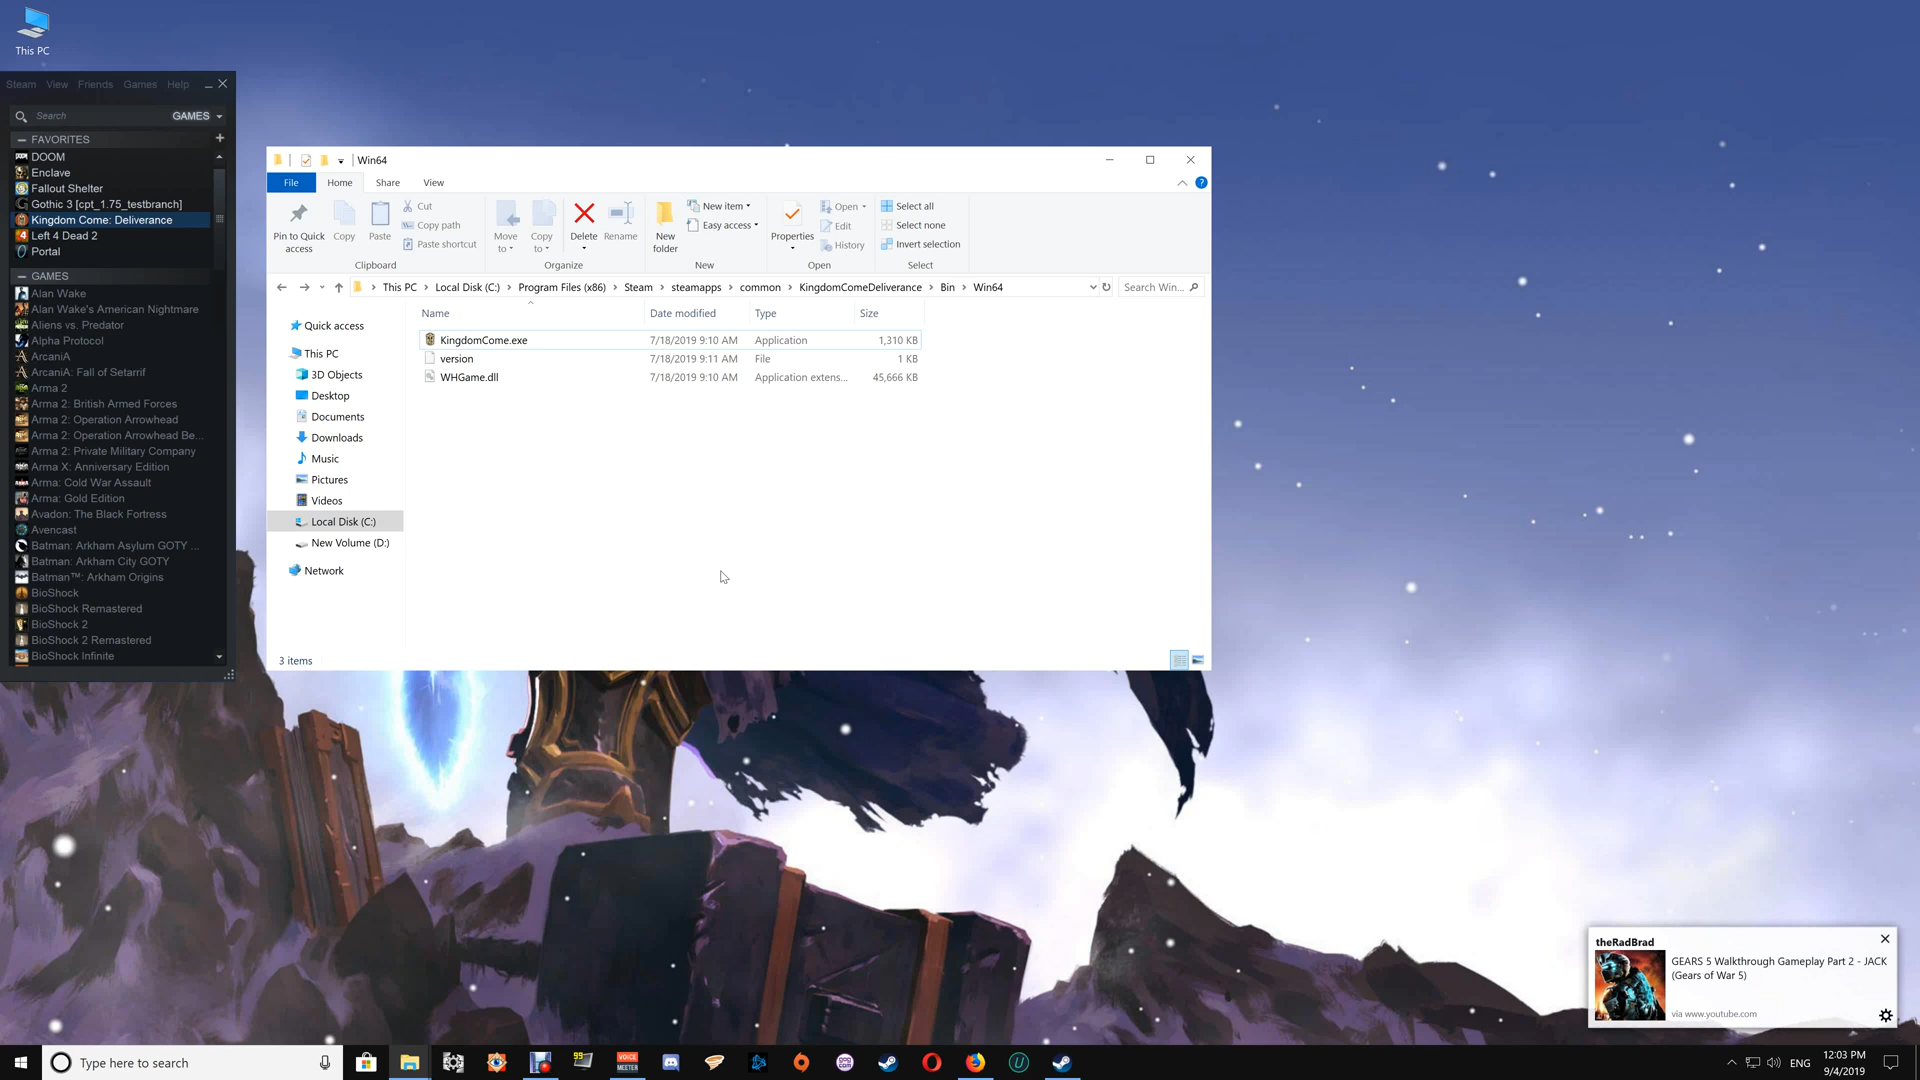 This PC
Steam View Friends Games Help
Search GAMES
FAVORITES
DOOM
Enclave
Fallout Shelter
Gothic 3 [cpt_1.75_testbranch]
Kingdom Come: Deliverance
Left 4 Dead 2
Portal
GAMES
Alan Wake
Alan Wake's American Nightmare
Aliens vs. Predator
Alpha Protocol
ArcaniA
ArcaniA: Fall of Setarrif
Arma 2
Arma 2: British Armed Forces
Arma 2: Operation Arrowhead
Arma 2: Operation Arrowhead Be...
Arma 2: Private Military Company
Arma X: Anniversary Edition
Arma: Cold War Assault
Arma: Gold Edition
Avadon: The Black Fortress
Avencast
Batman: Arkham Asylum GOTY ...
Batman: Arkham City GOTY
Batman™: Arkham Origins
BioShock
BioShock Remastered
BioShock 2
BioShock 2 Remastered
BioShock Infinite
Win64
File Home Share View
Pin to Quick access
Copy
Paste
Cut
Copy path
Paste shortcut
Clipboard
Move to
Copy to
Delete
Rename
Organize
New folder
New item
Easy access
New
Properties
Open
Edit
History
Open
Select all
Select none
Invert selection
Select
This PC Local Disk (C:) Program Files (x86) Steam steamapps common KingdomComeDeliverance Bin Win64
Search Win...
Name Date modified Type Size
KingdomCome.exe 7/18/2019 9:10 AM Application 1,310 KB
version 7/18/2019 9:11 AM File 1 KB
WHGame.dll 7/18/2019 9:10 AM Application extens... 45,666 KB
Quick access
This PC
3D Objects
Desktop
Documents
Downloads
Music
Pictures
Videos
Local Disk (C:)
New Volume (D:)
Network
3 items
theRadBrad
GEARS 5 Walkthrough Gameplay Part 2 - JACK
(Gears of War 5)
via www.youtube.com
Type here to search
99
VOICE
MEETER
gog
com
ENG
12:03 PM
9/4/2019